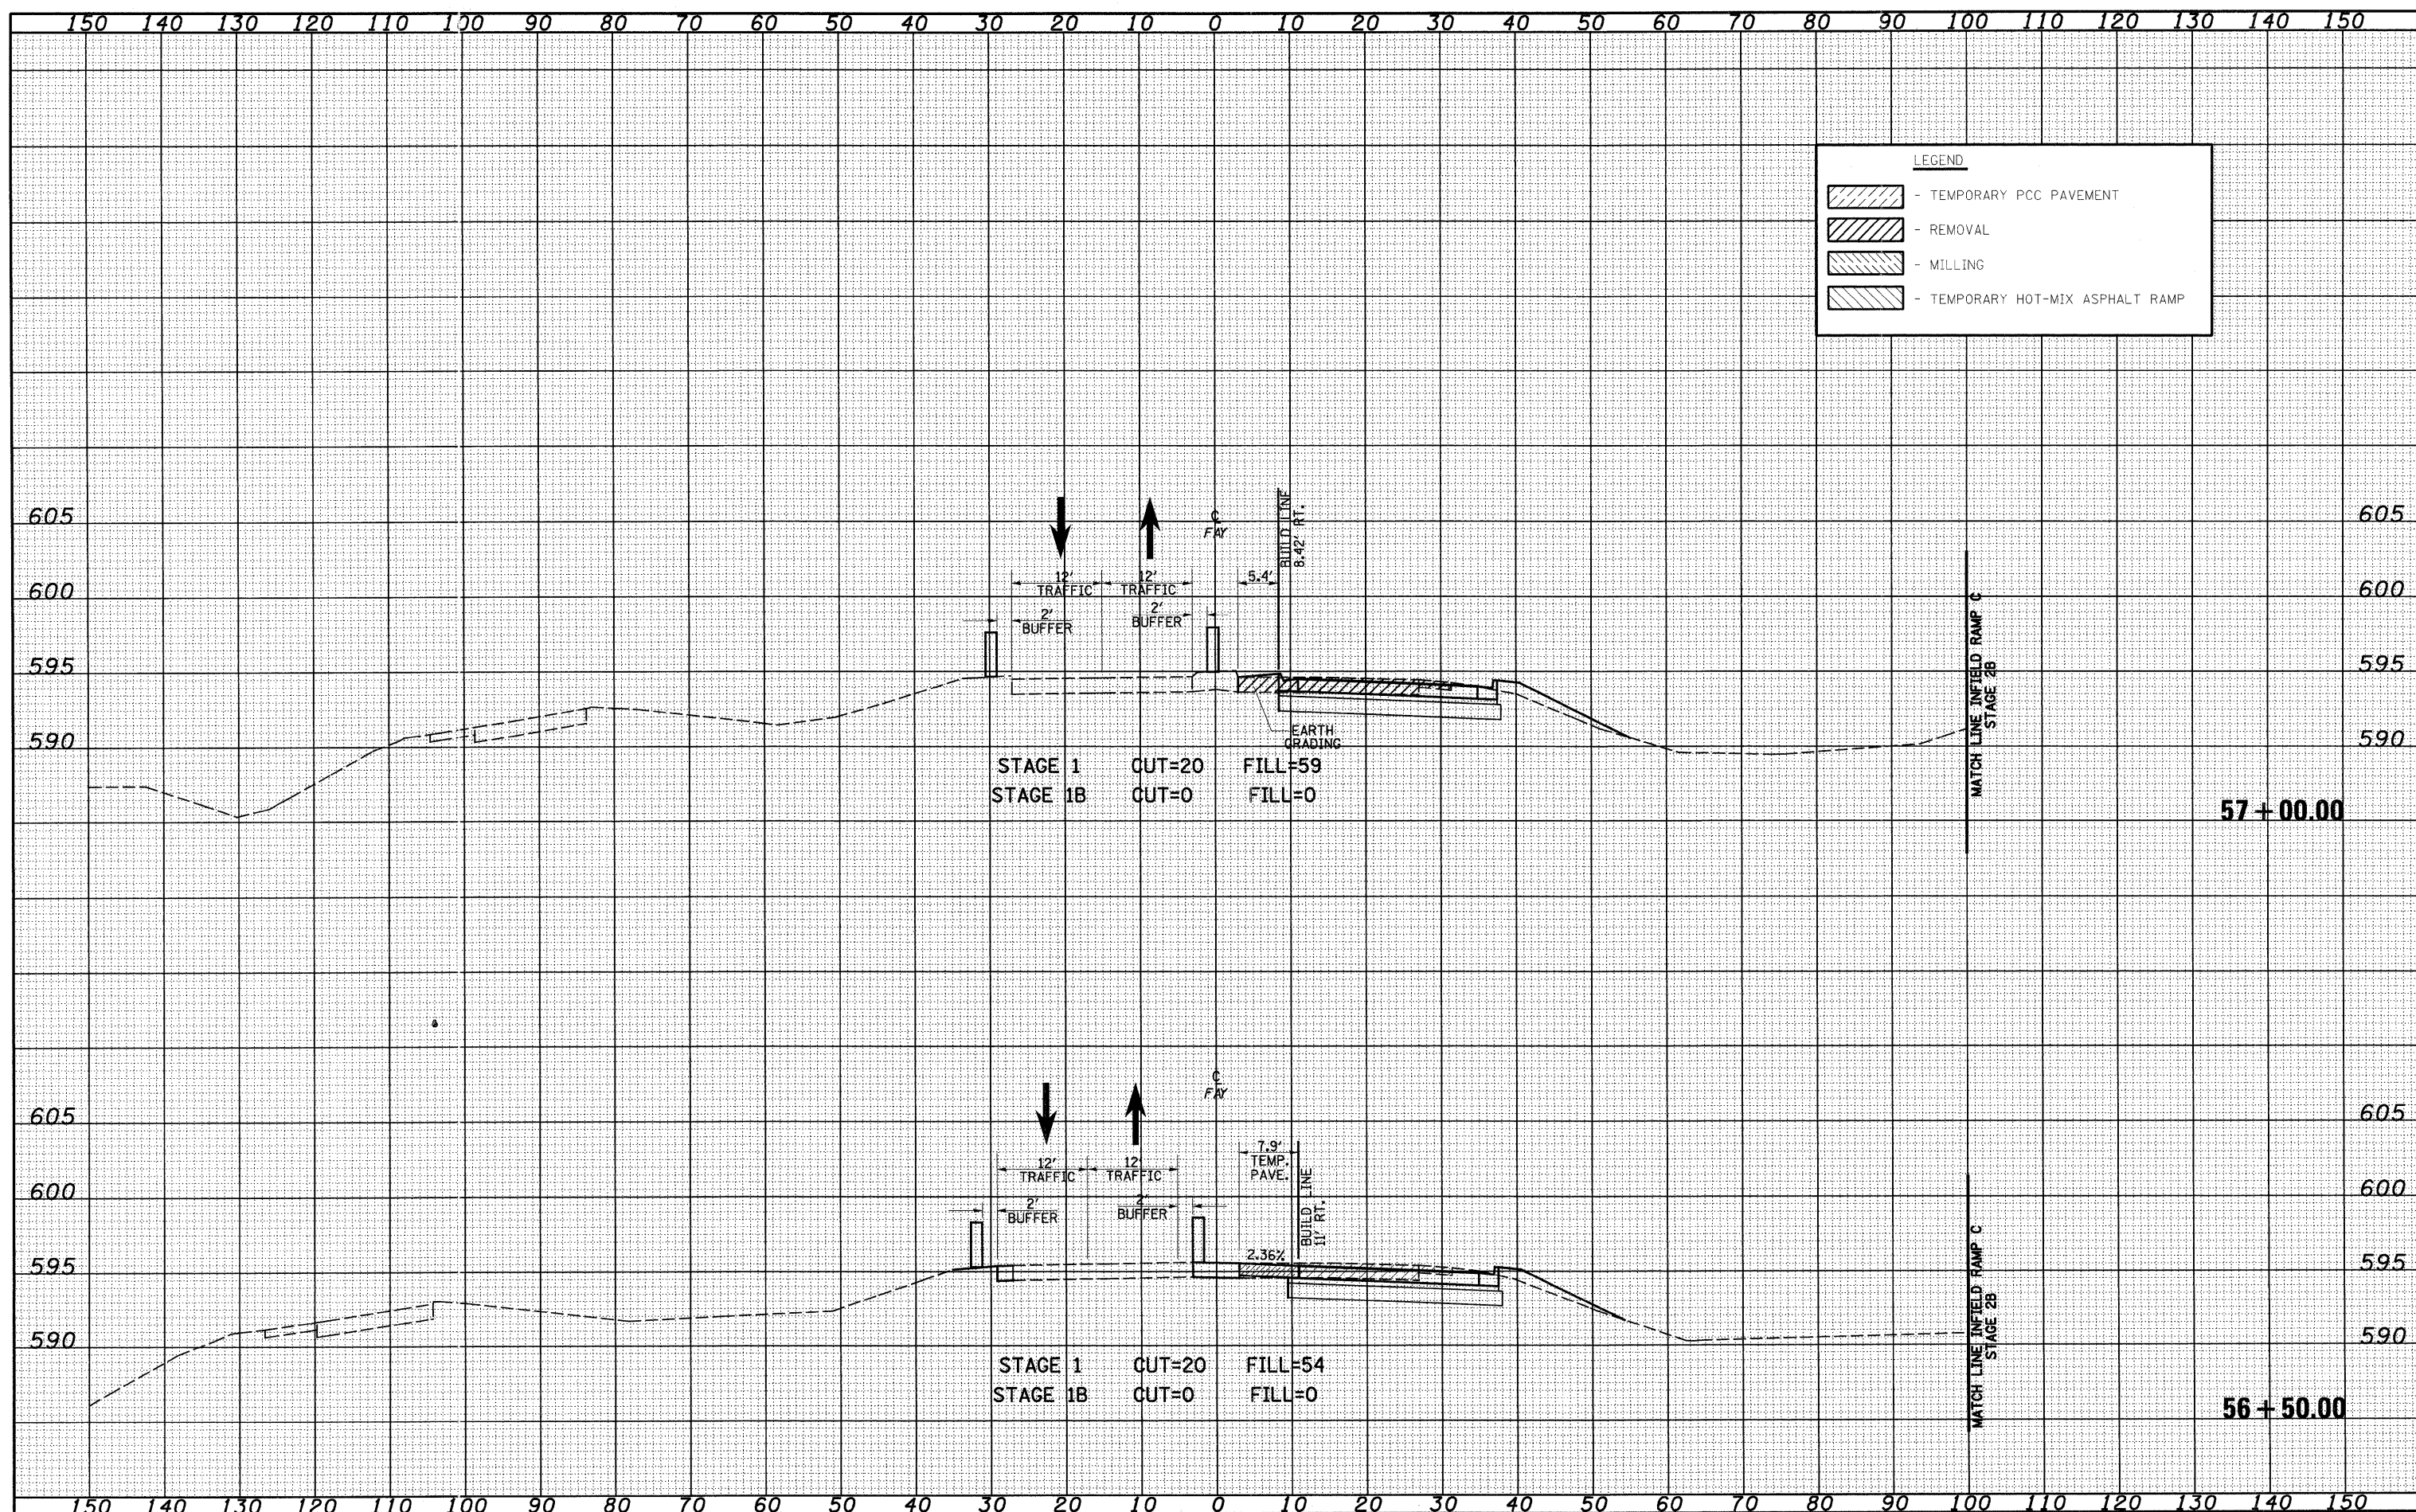 150 140 130 120 110 100 90 80 70 60 50 40 30 20 10 0 10 20 30 40 50 60 70 80 90 100 110 120 130 140 150
LEGEND
- TEMPORARY PCC PAVEMENT
- REMOVAL
- MILLING
- TEMPORARY HOT-MIX ASPHALT RAMP
605
℄
FAY
BUILD LINE
8.42' RT.
605
600
12'
TRAFFIC
12'
TRAFFIC
5.4'
600
2'
BUFFER
2'
BUFFER
595
595
590
EARTH
GRADING
590
MATCH LINE INFIELD RAMP C
STAGE 2B
STAGE 1 CUT=20 FILL=59
STAGE 1B CUT=0 FILL=0
57+00.00
℄
FAY
605
605
12'
TRAFFIC
12'
TRAFFIC
7.9'
TEMP.
PAVE.
BUILD LINE
11' RT.
600
600
2'
BUFFER
2'
BUFFER
2.36%
595
595
590
590
MATCH LINE INFIELD RAMP C
STAGE 2B
STAGE 1 CUT=20 FILL=54
STAGE 1B CUT=0 FILL=0
56+50.00
150 140 130 120 110 100 90 80 70 60 50 40 30 20 10 0 10 20 30 40 50 60 70 80 90 100 110 120 130 140 150